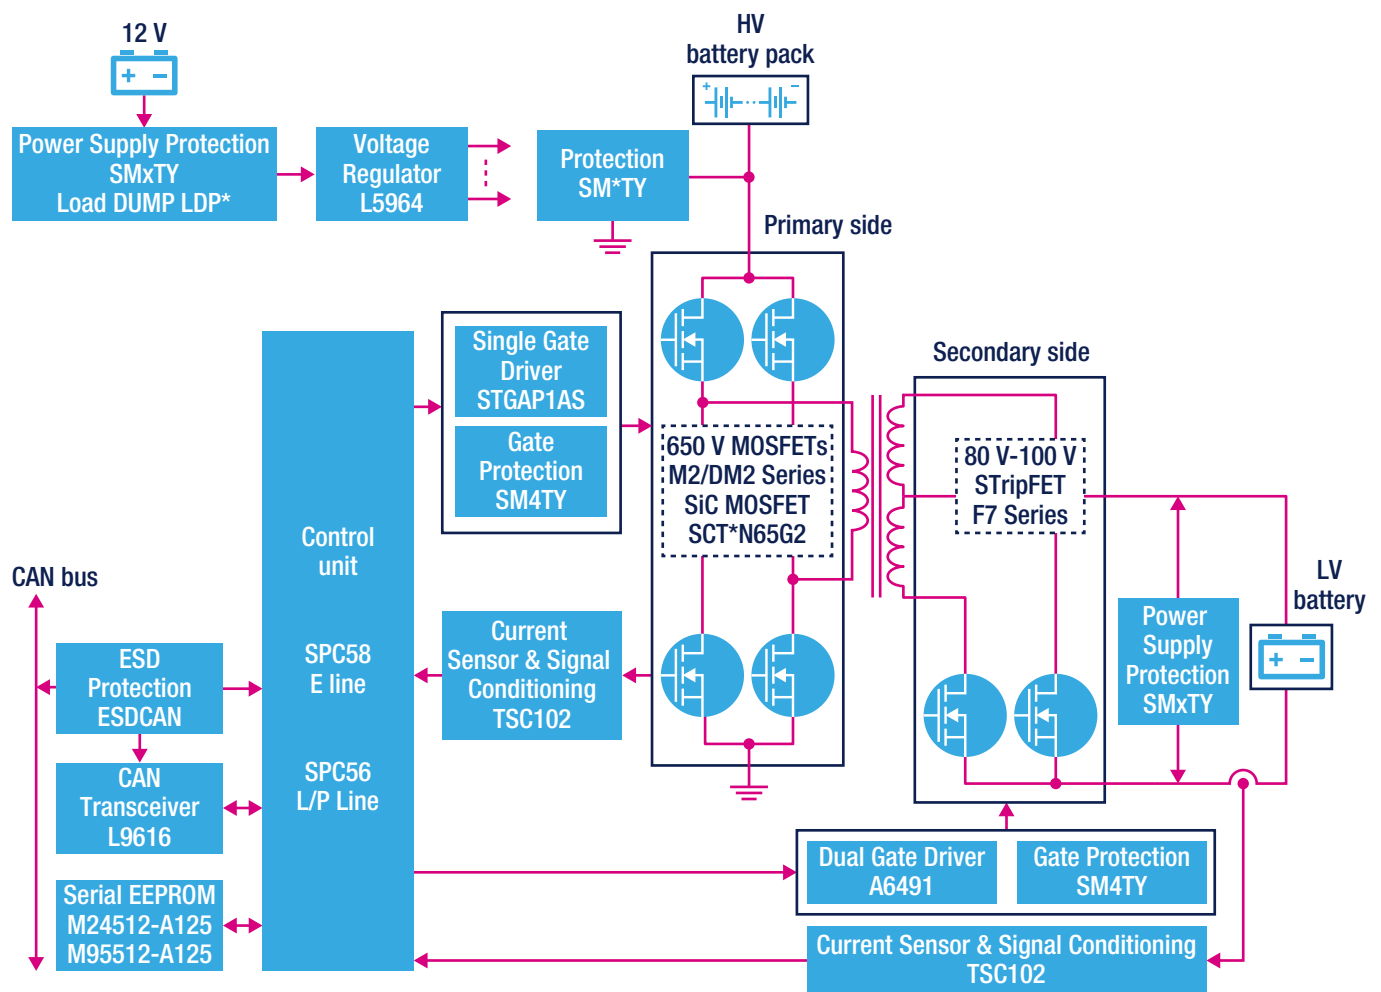 12 V
HV
battery pack
Power Supply Protection
SMxTY
Load DUMP LDP*
Voltage
Regulator
L5964
Protection
SM*TY
Primary side
Single Gate
Driver
STGAP1AS
Gate
Protection
SM4TY
650 V MOSFETs
M2/DM2 Series
SiC MOSFET
SCT*N65G2
Secondary side
80 V-100 V
STripFET
F7 Series
Control
unit
SPC58
E line
SPC56
L/P Line
CAN bus
ESD
Protection
ESDCAN
CAN
Transceiver
L9616
Serial EEPROM
M24512-A125
M95512-A125
Current
Sensor & Signal
Conditioning
TSC102
Power
Supply
Protection
SMxTY
LV
battery
Dual Gate Driver
A6491
Gate Protection
SM4TY
Current Sensor & Signal Conditioning
TSC102